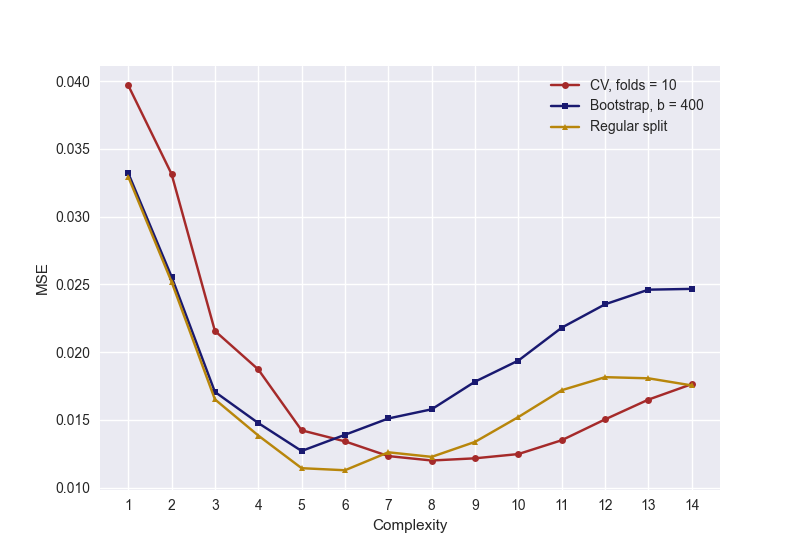 CV, folds = 10
Bootstrap, b = 400
Regular split
0.040
0.035
0.030
0.025
0.020
0.015
0.010
MSE
1 2 3 4 5 6 7 8 9 10 11 12 13 14
Complexity